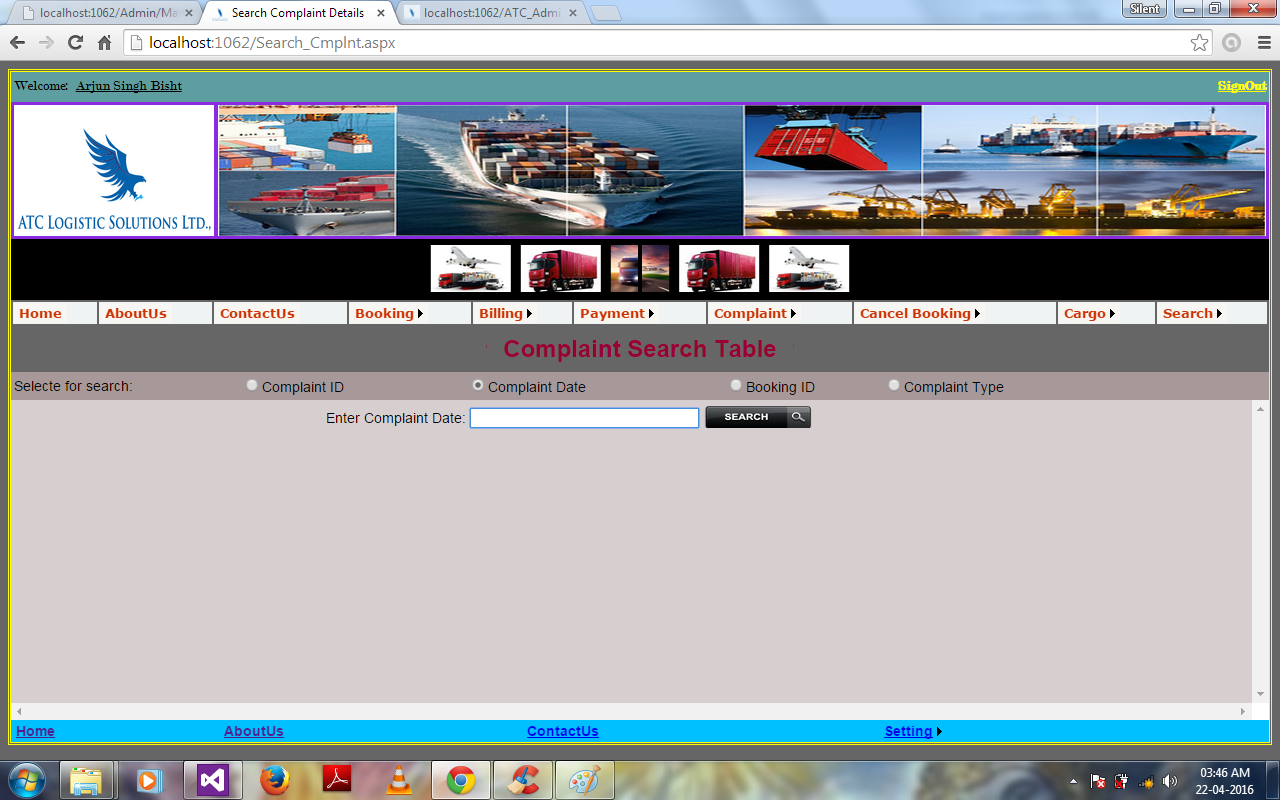 localhost:1062/Admin/Ma
Search Complaint Details
localhost:1062/ATC_Admi
Silent
localhost:1062/Search_Cmplnt.aspx
Welcome: Arjun Singh Bisht
SignOut
ATC LOGISTIC SOLUTIONS LTD.,
Home AboutUs ContactUs Booking Billing Payment Complaint Cancel Booking Cargo Search
Complaint Search Table
Selecte for search: Complaint ID Complaint Date Booking ID Complaint Type
Enter Complaint Date: SEARCH
Home AboutUs ContactUs Setting
03:46 AM
22-04-2016